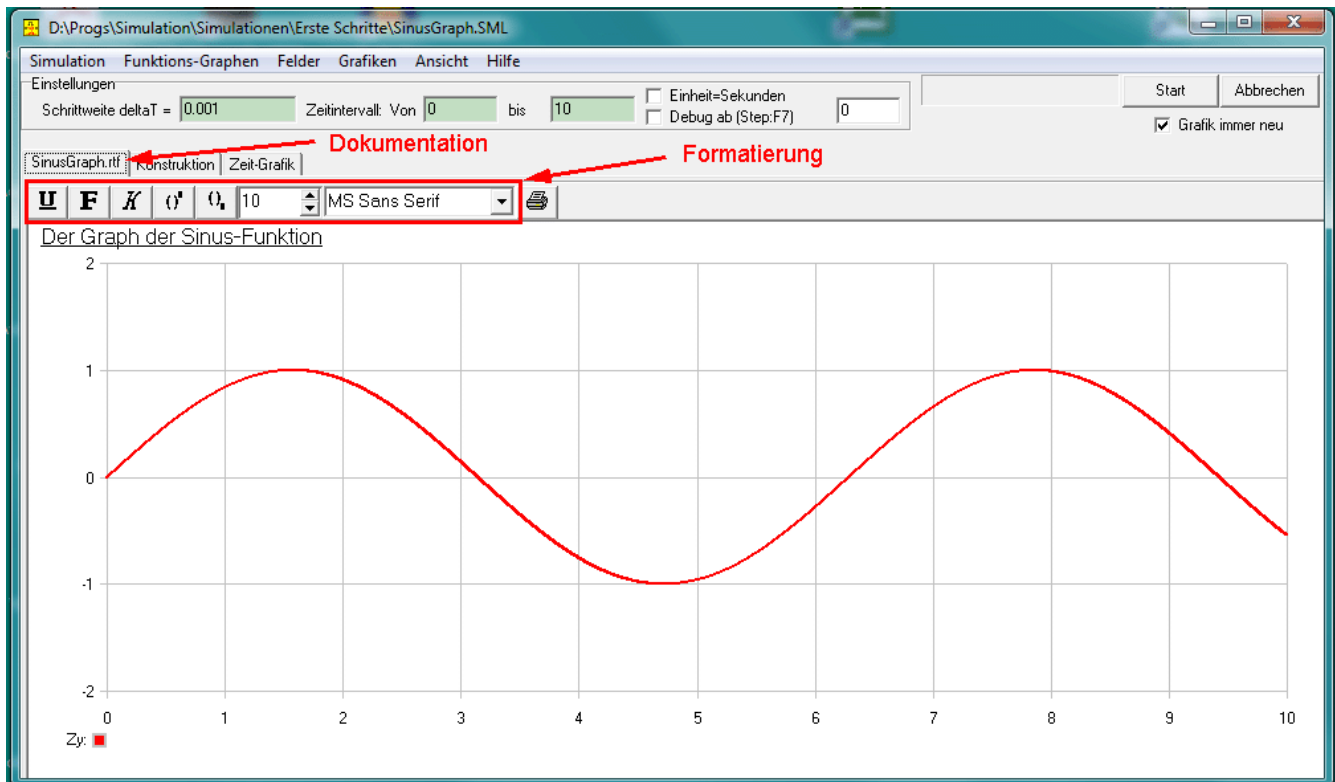 D:\Progs\Simulation\Simulationen\Erste Schritte\SinusGraph.SML
Simulation Funktions-Graphen Felder Grafiken Ansicht Hilfe
Einstellungen
Schrittweite deltaT = 0.001 Zeitintervall: Von 0 bis 10
Einheit=Sekunden
Debug ab (Step:F7) 0
Start Abbrechen
Grafik immer neu
Dokumentation
Formatierung
SinusGraph.rtf Konstruktion Zeit-Grafik
U F K ()ⁿ ()ₙ 10 MS Sans Serif
Der Graph der Sinus-Funktion
2
1
0
-1
-2
0 1 2 3 4 5 6 7 8 9 10
Zy: